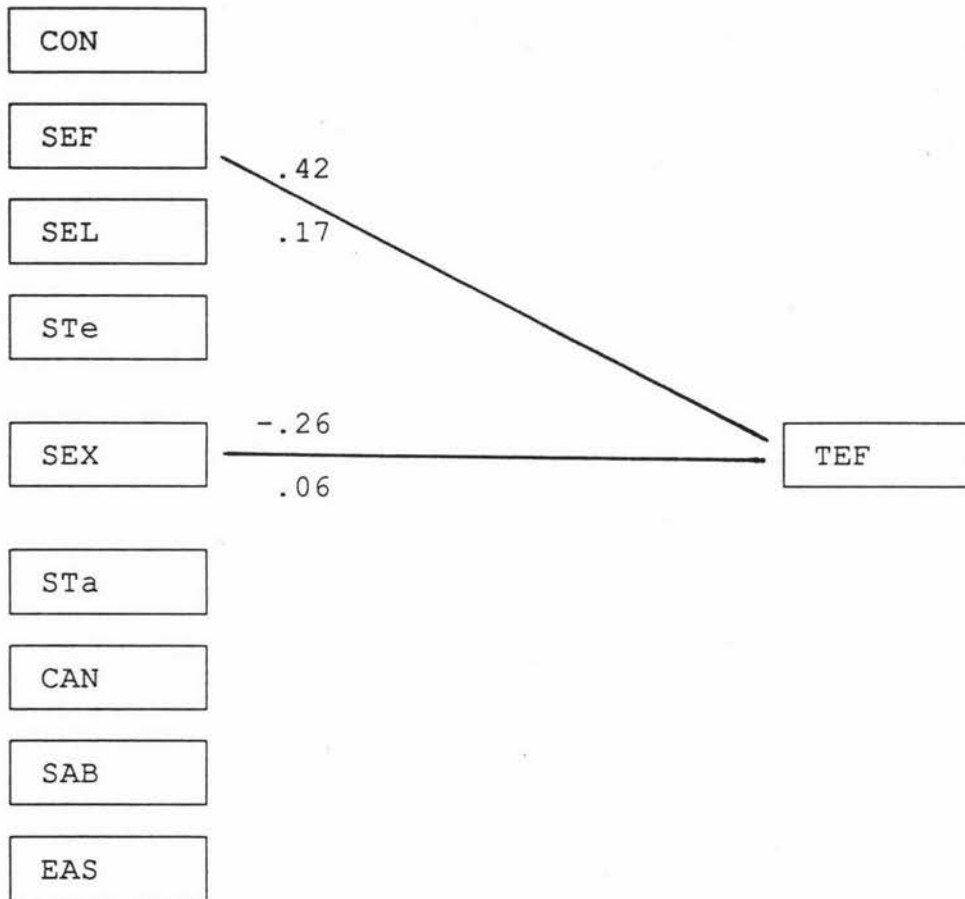 CON
SEF
.42
SEL
.17
STe
-.26
SEX
TEF
.06
STa
CAN
SAB
EAS